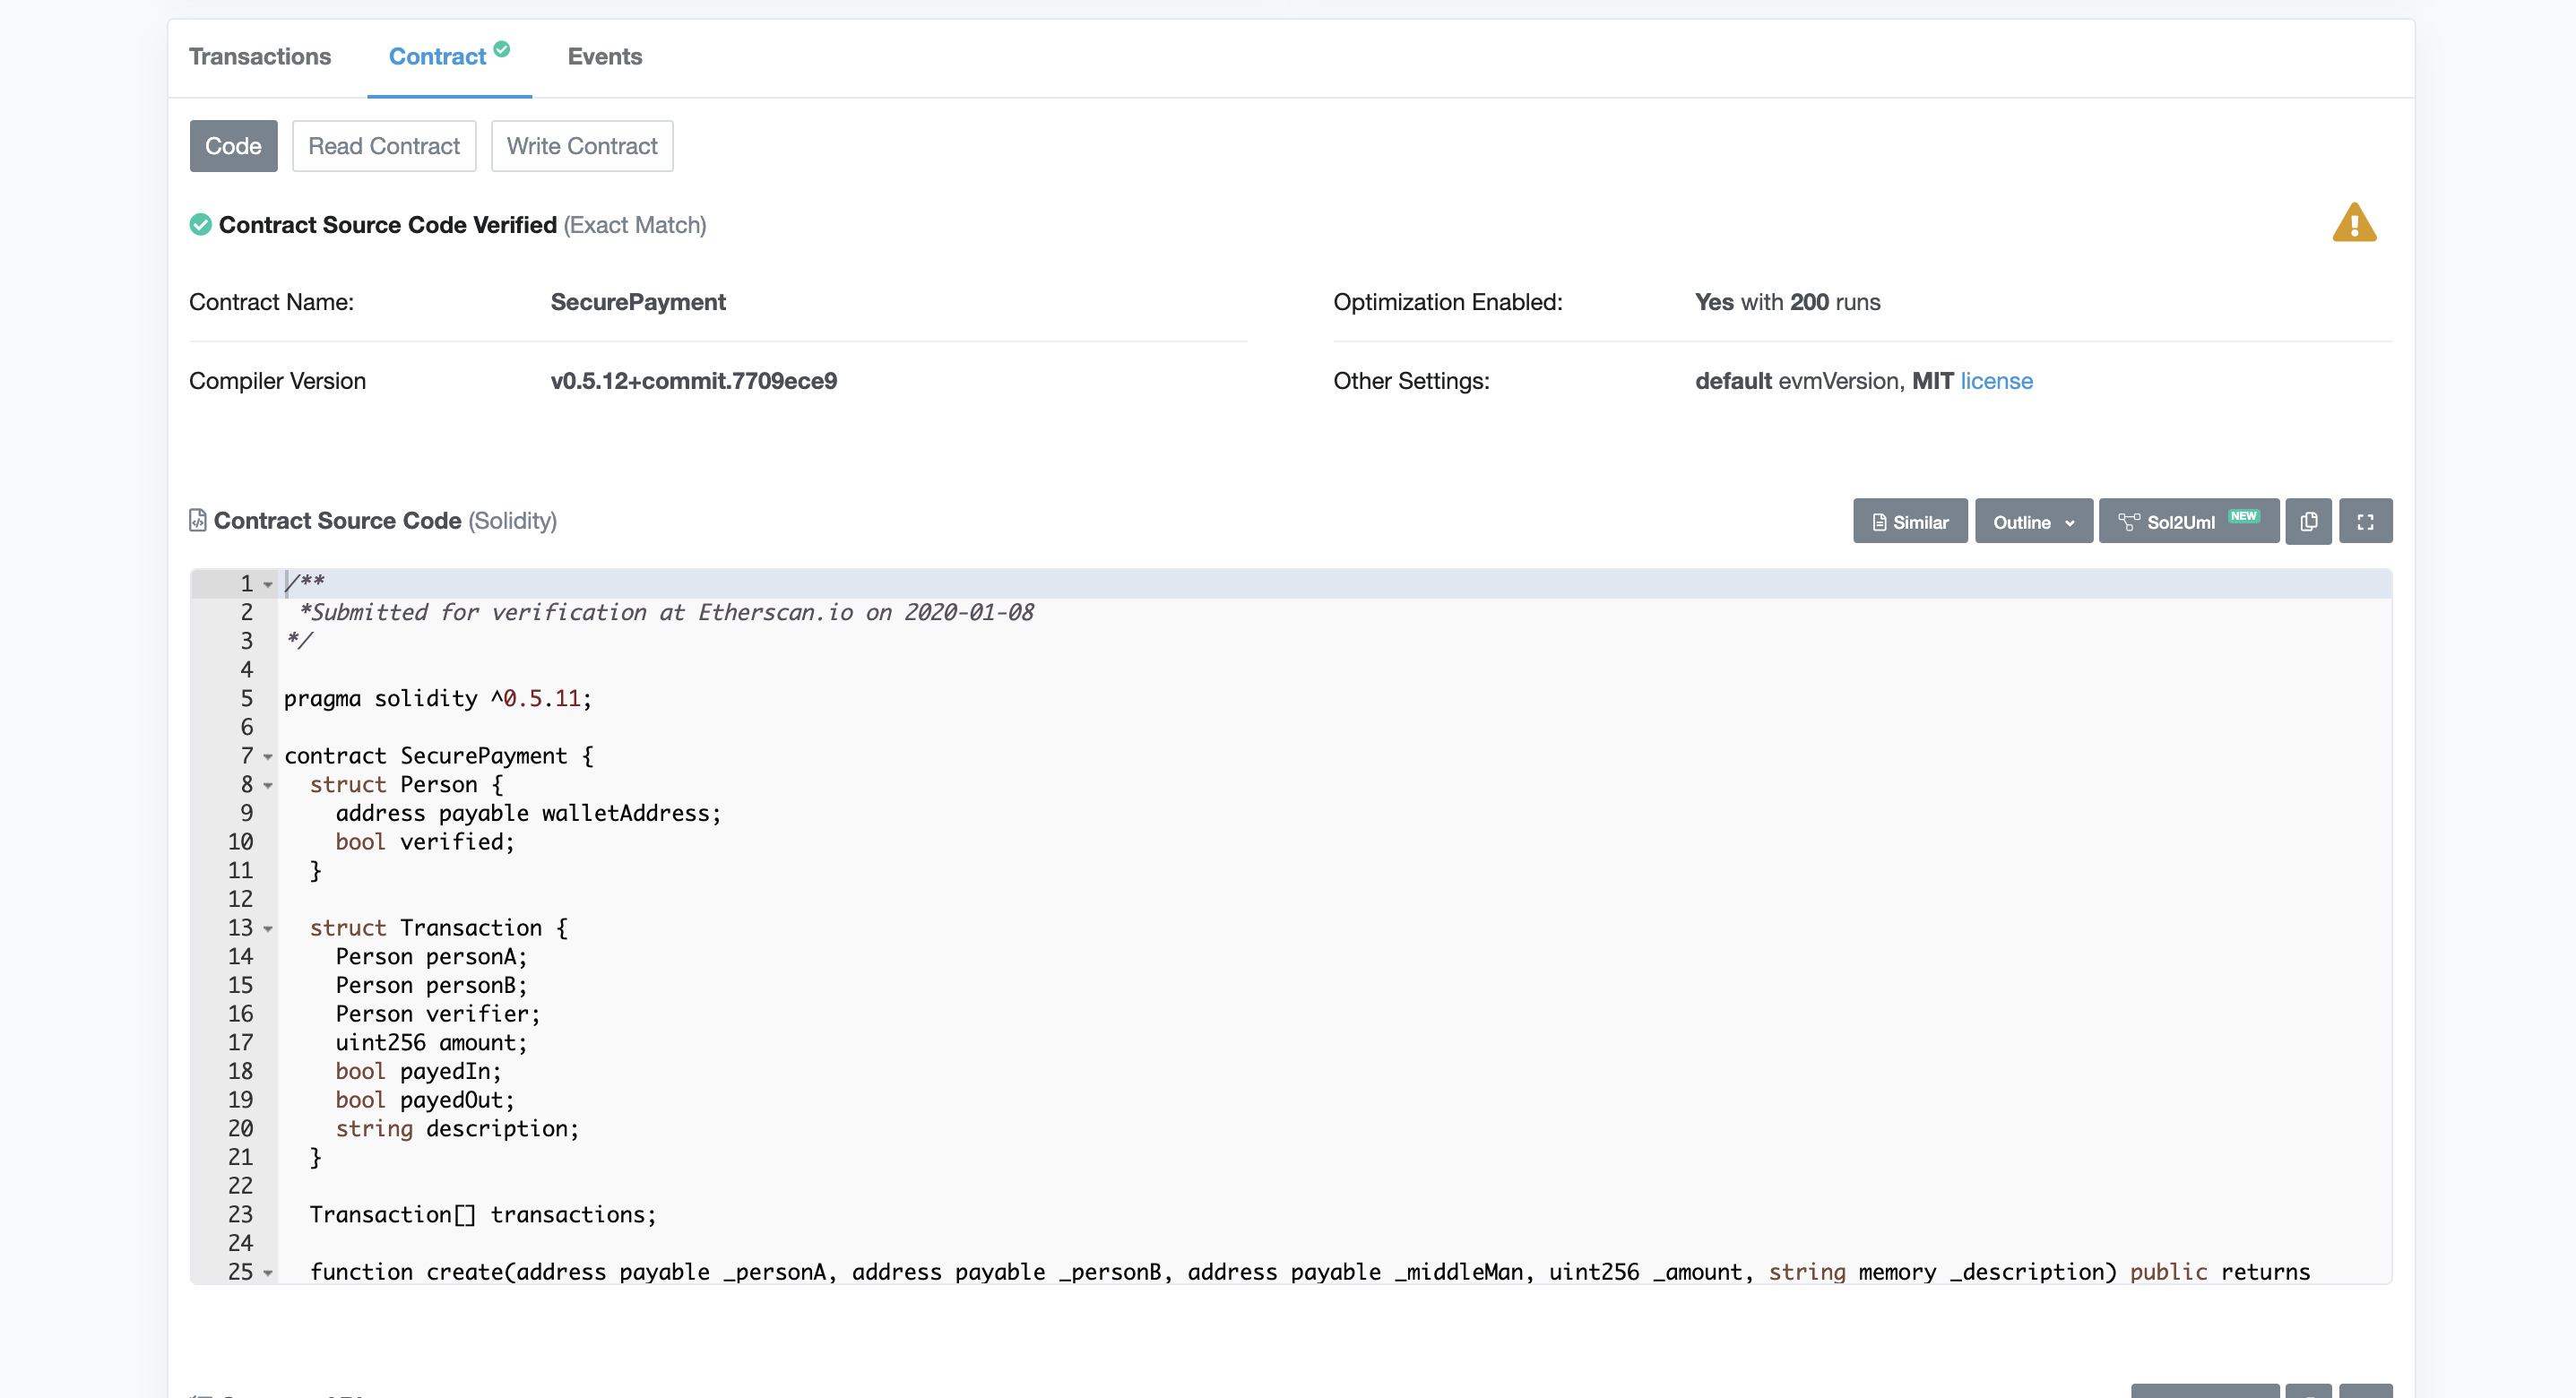 Transactions
Contract
Events
Code
Read Contract
Write Contract
Contract Source Code Verified (Exact Match)
Contract Name:
SecurePayment
Optimization Enabled:
Yes with 200 runs
Compiler Version
v0.5.12+commit.7709ece9
Other Settings:
default evmVersion, MIT license
Contract Source Code (Solidity)
Similar
Outline
Sol2Uml NEW
1 /**
2 *Submitted for verification at Etherscan.io on 2020-01-08
3 */
4
5 pragma solidity ^0.5.11;
6
7 contract SecurePayment {
8 struct Person {
9 address payable walletAddress;
10 bool verified;
11 }
12
13 struct Transaction {
14 Person personA;
15 Person personB;
16 Person verifier;
17 uint256 amount;
18 bool payedIn;
19 bool payedOut;
20 string description;
21 }
22
23 Transaction[] transactions;
24
25 function create(address payable _personA, address payable _personB, address payable _middleMan, uint256 _amount, string memory _description) public returns